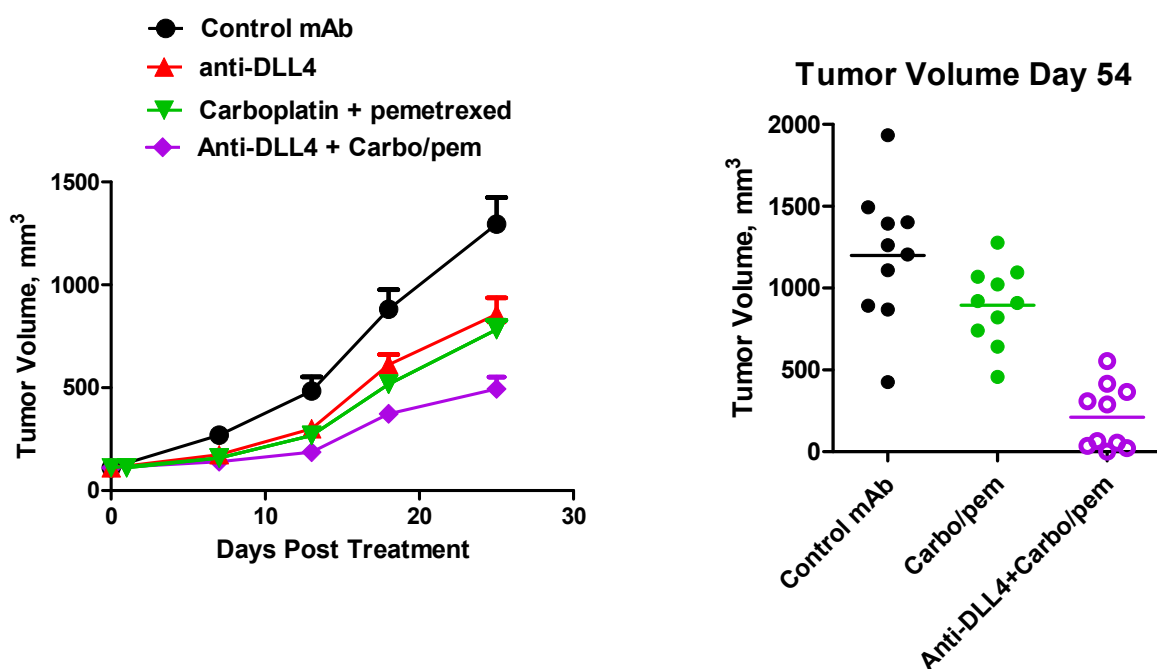 Control mAb
anti-DLL4
Carboplatin + pemetrexed
Anti-DLL4 + Carbo/pem
Tumor Volume, mm³
1500
1000
500
0
0
10
20
30
Days Post Treatment
Tumor Volume Day 54
Tumor Volume, mm³
2000
1500
1000
500
0
Control mAb
Carbo/pem
Anti-DLL4+Carbo/pem